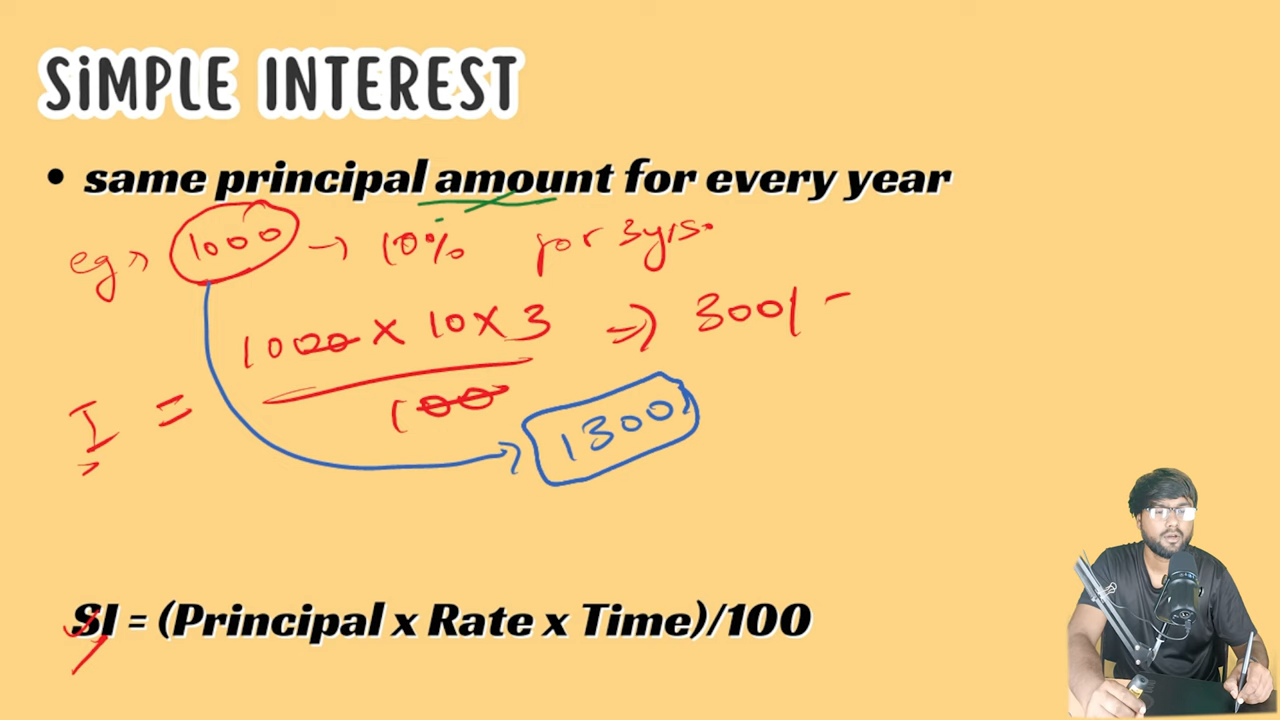 SiMPLE INTEREST
• same principal amount for every year
eg → 1000 → 10% for 3yrs.
1000 x 10 x 3 => 300/-
I =
100
1300
SI = (Principal x Rate x Time)/100